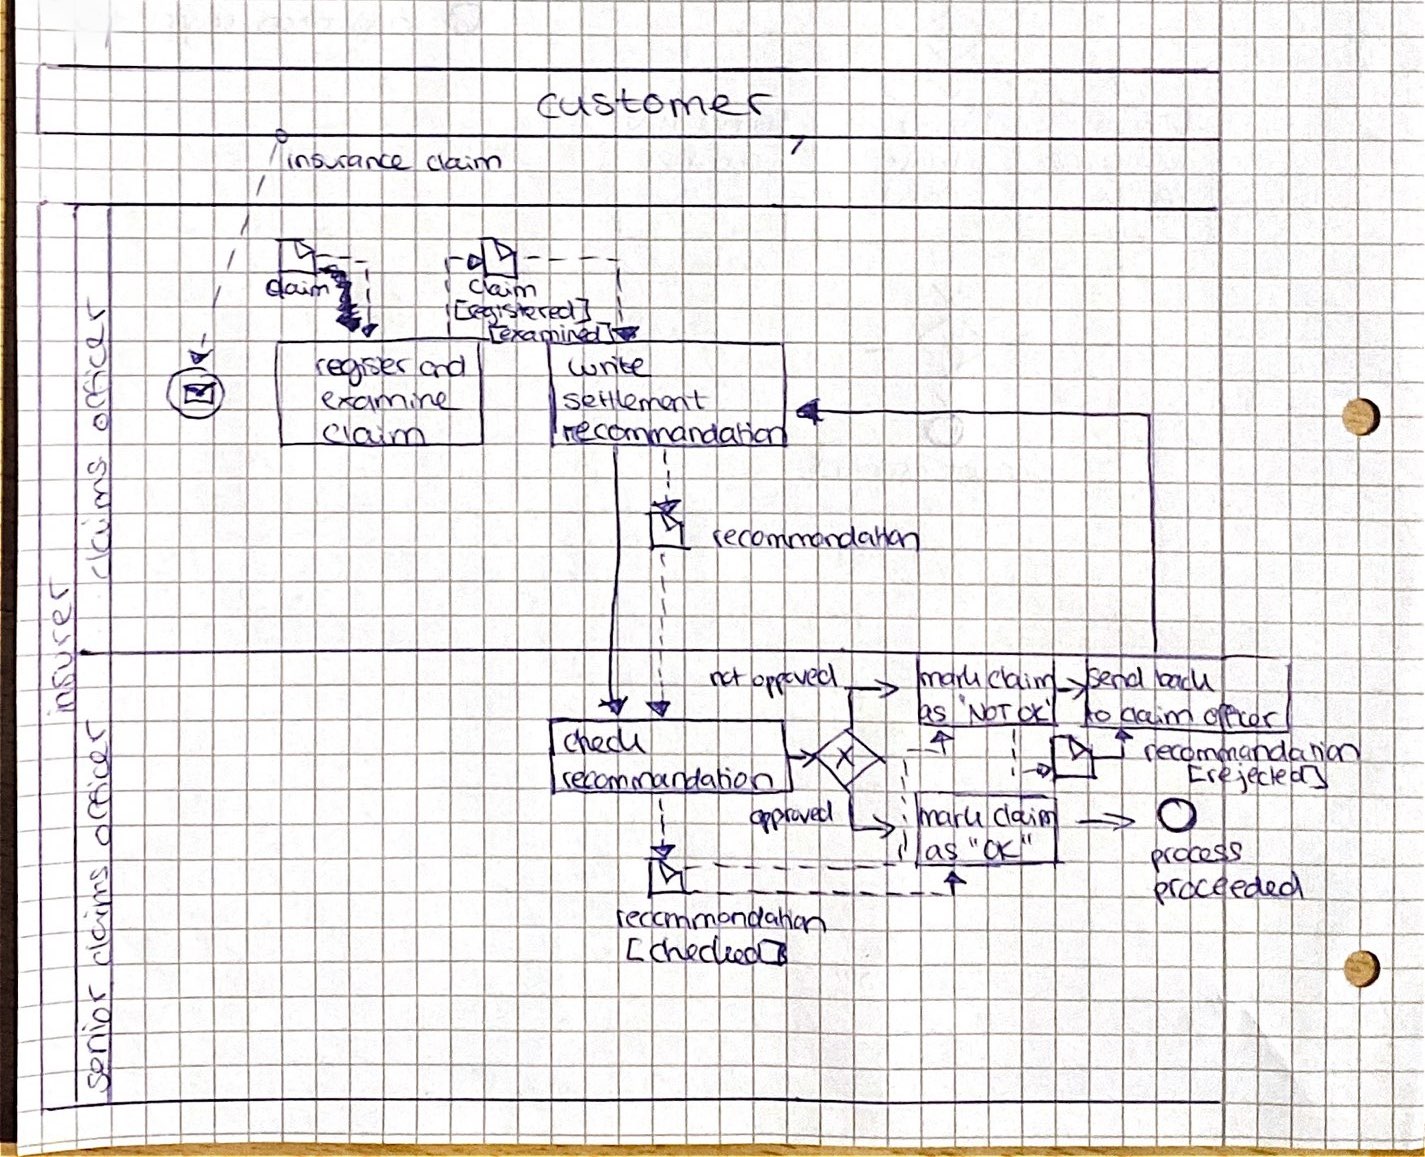 customer
insurance claim
claim
claim
[registered]
[examined]
register and
examine
claim
write
settlement
recommandation
claims officer
recommandation
insurer
not appoved
mark claim
as "NOT OK"
send back
to claim officer
check
recommandation
X
recommandation
[rejected]
approved
mark claim
as "OK"
process
proceeded
recommandation
[checked]
senior claims officer